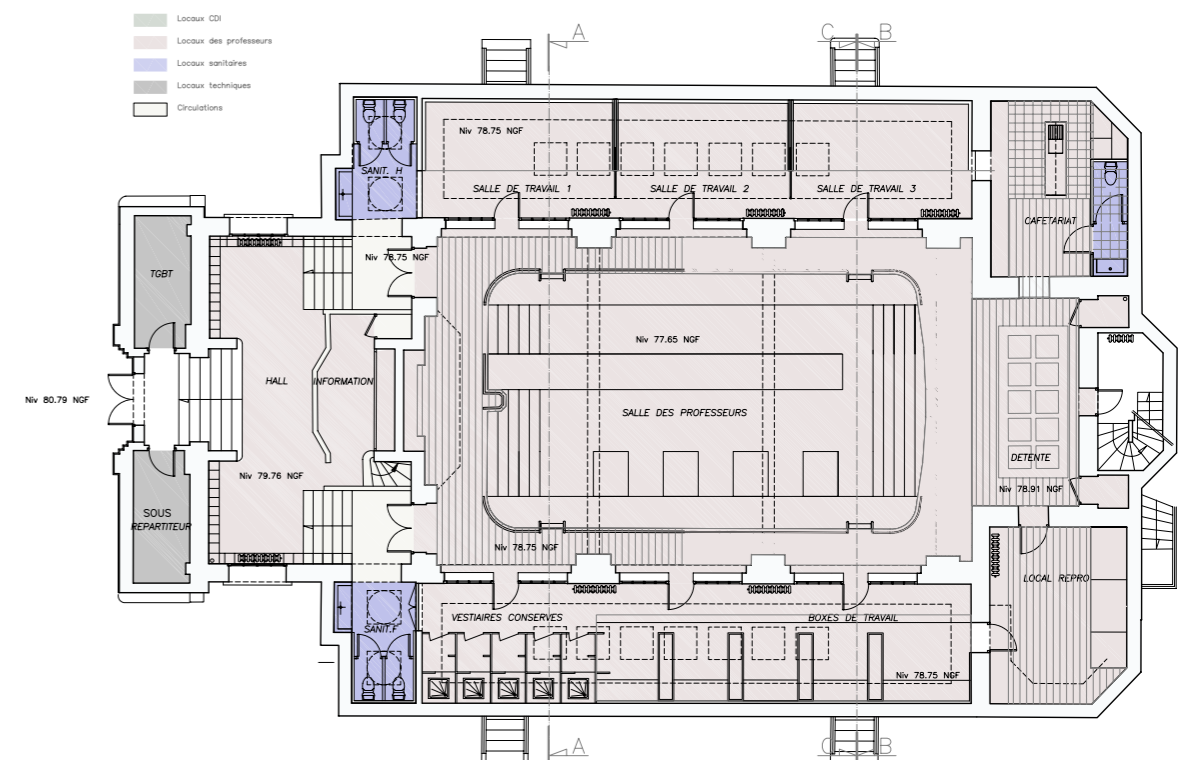 Locaux CDI
Locaux des professeurs
Locaux sanitaires
Locaux techniques
Circulations
A
C
B
Niv 78.75 NGF
SANIT. H
SALLE DE TRAVAIL 1
SALLE DE TRAVAIL 2
SALLE DE TRAVAIL 3
CAFETARIAT
Niv 78.75 NGF
TGBT
Niv 77.65 NGF
HALL
INFORMATION
Niv 80.79 NGF
SALLE DES PROFESSEURS
DETENTE
Niv 79.76 NGF
Niv 78.91 NGF
SOUS
REPARTITEUR
Niv 78.75 NGF
LOCAL REPRO
VESTIAIRES CONSERVES
BOXES DE TRAVAIL
SANIT.F
Niv 78.75 NGF
A
C
B